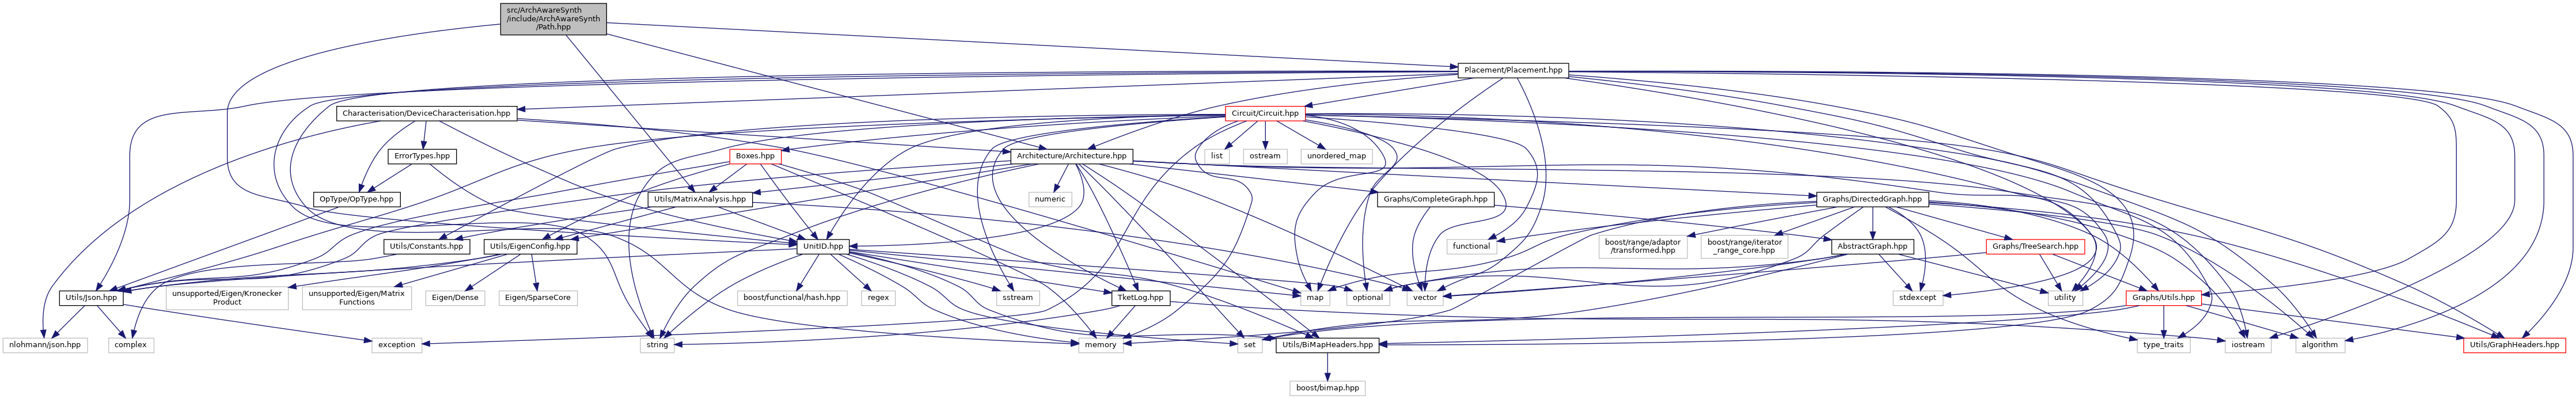 src/ArchAwareSynth
/include/ArchAwareSynth
/Path.hpp
Placement/Placement.hpp
Characterisation/DeviceCharacterisation.hpp
Circuit/Circuit.hpp
ErrorTypes.hpp
Boxes.hpp
Architecture/Architecture.hpp
list
ostream
unordered_map
OpType/OpType.hpp
Utils/MatrixAnalysis.hpp
numeric
Graphs/CompleteGraph.hpp
Graphs/DirectedGraph.hpp
Utils/Constants.hpp
Utils/EigenConfig.hpp
UnitID.hpp
functional
boost/range/adaptor
/transformed.hpp
boost/range/iterator
_range_core.hpp
AbstractGraph.hpp
Graphs/TreeSearch.hpp
Utils/Json.hpp
unsupported/Eigen/Kronecker
Product
unsupported/Eigen/Matrix
Functions
Eigen/Dense
Eigen/SparseCore
boost/functional/hash.hpp
regex
sstream
TketLog.hpp
map
optional
vector
stdexcept
utility
Graphs/Utils.hpp
nlohmann/json.hpp
complex
exception
string
memory
set
Utils/BiMapHeaders.hpp
type_traits
iostream
algorithm
Utils/GraphHeaders.hpp
boost/bimap.hpp